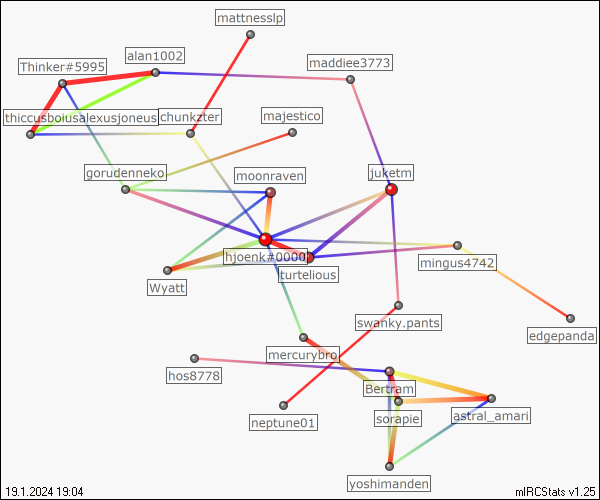 mattnesslp
alan1002
maddiee3773
Thinker#5995
thiccusbousalexusjoneus
chunkzter
majestico
gorudenneko
moonraven
juketm
hjoenk#0000
mingus4742
turtelious
Wyatt
swanky.pants
edgepanda
mercurybro
hos8778
Bertram
neptune01
sorapie
astral_amari
yoshimanden
19.1.2024 19:04
mIRCStats v1.25